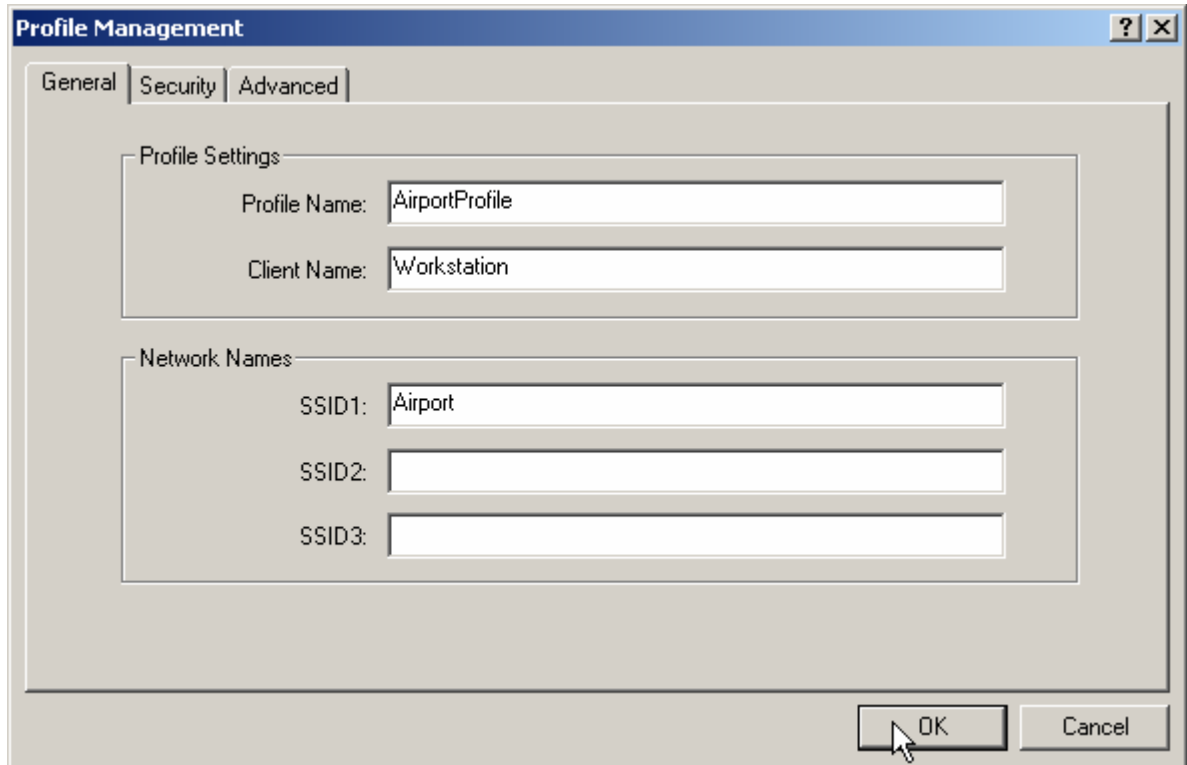 Profile Management
General Security Advanced
Profile Settings
Profile Name: AirportProfile
Client Name: Workstation
Network Names
SSID1: Airport
SSID2:
SSID3:
OK Cancel